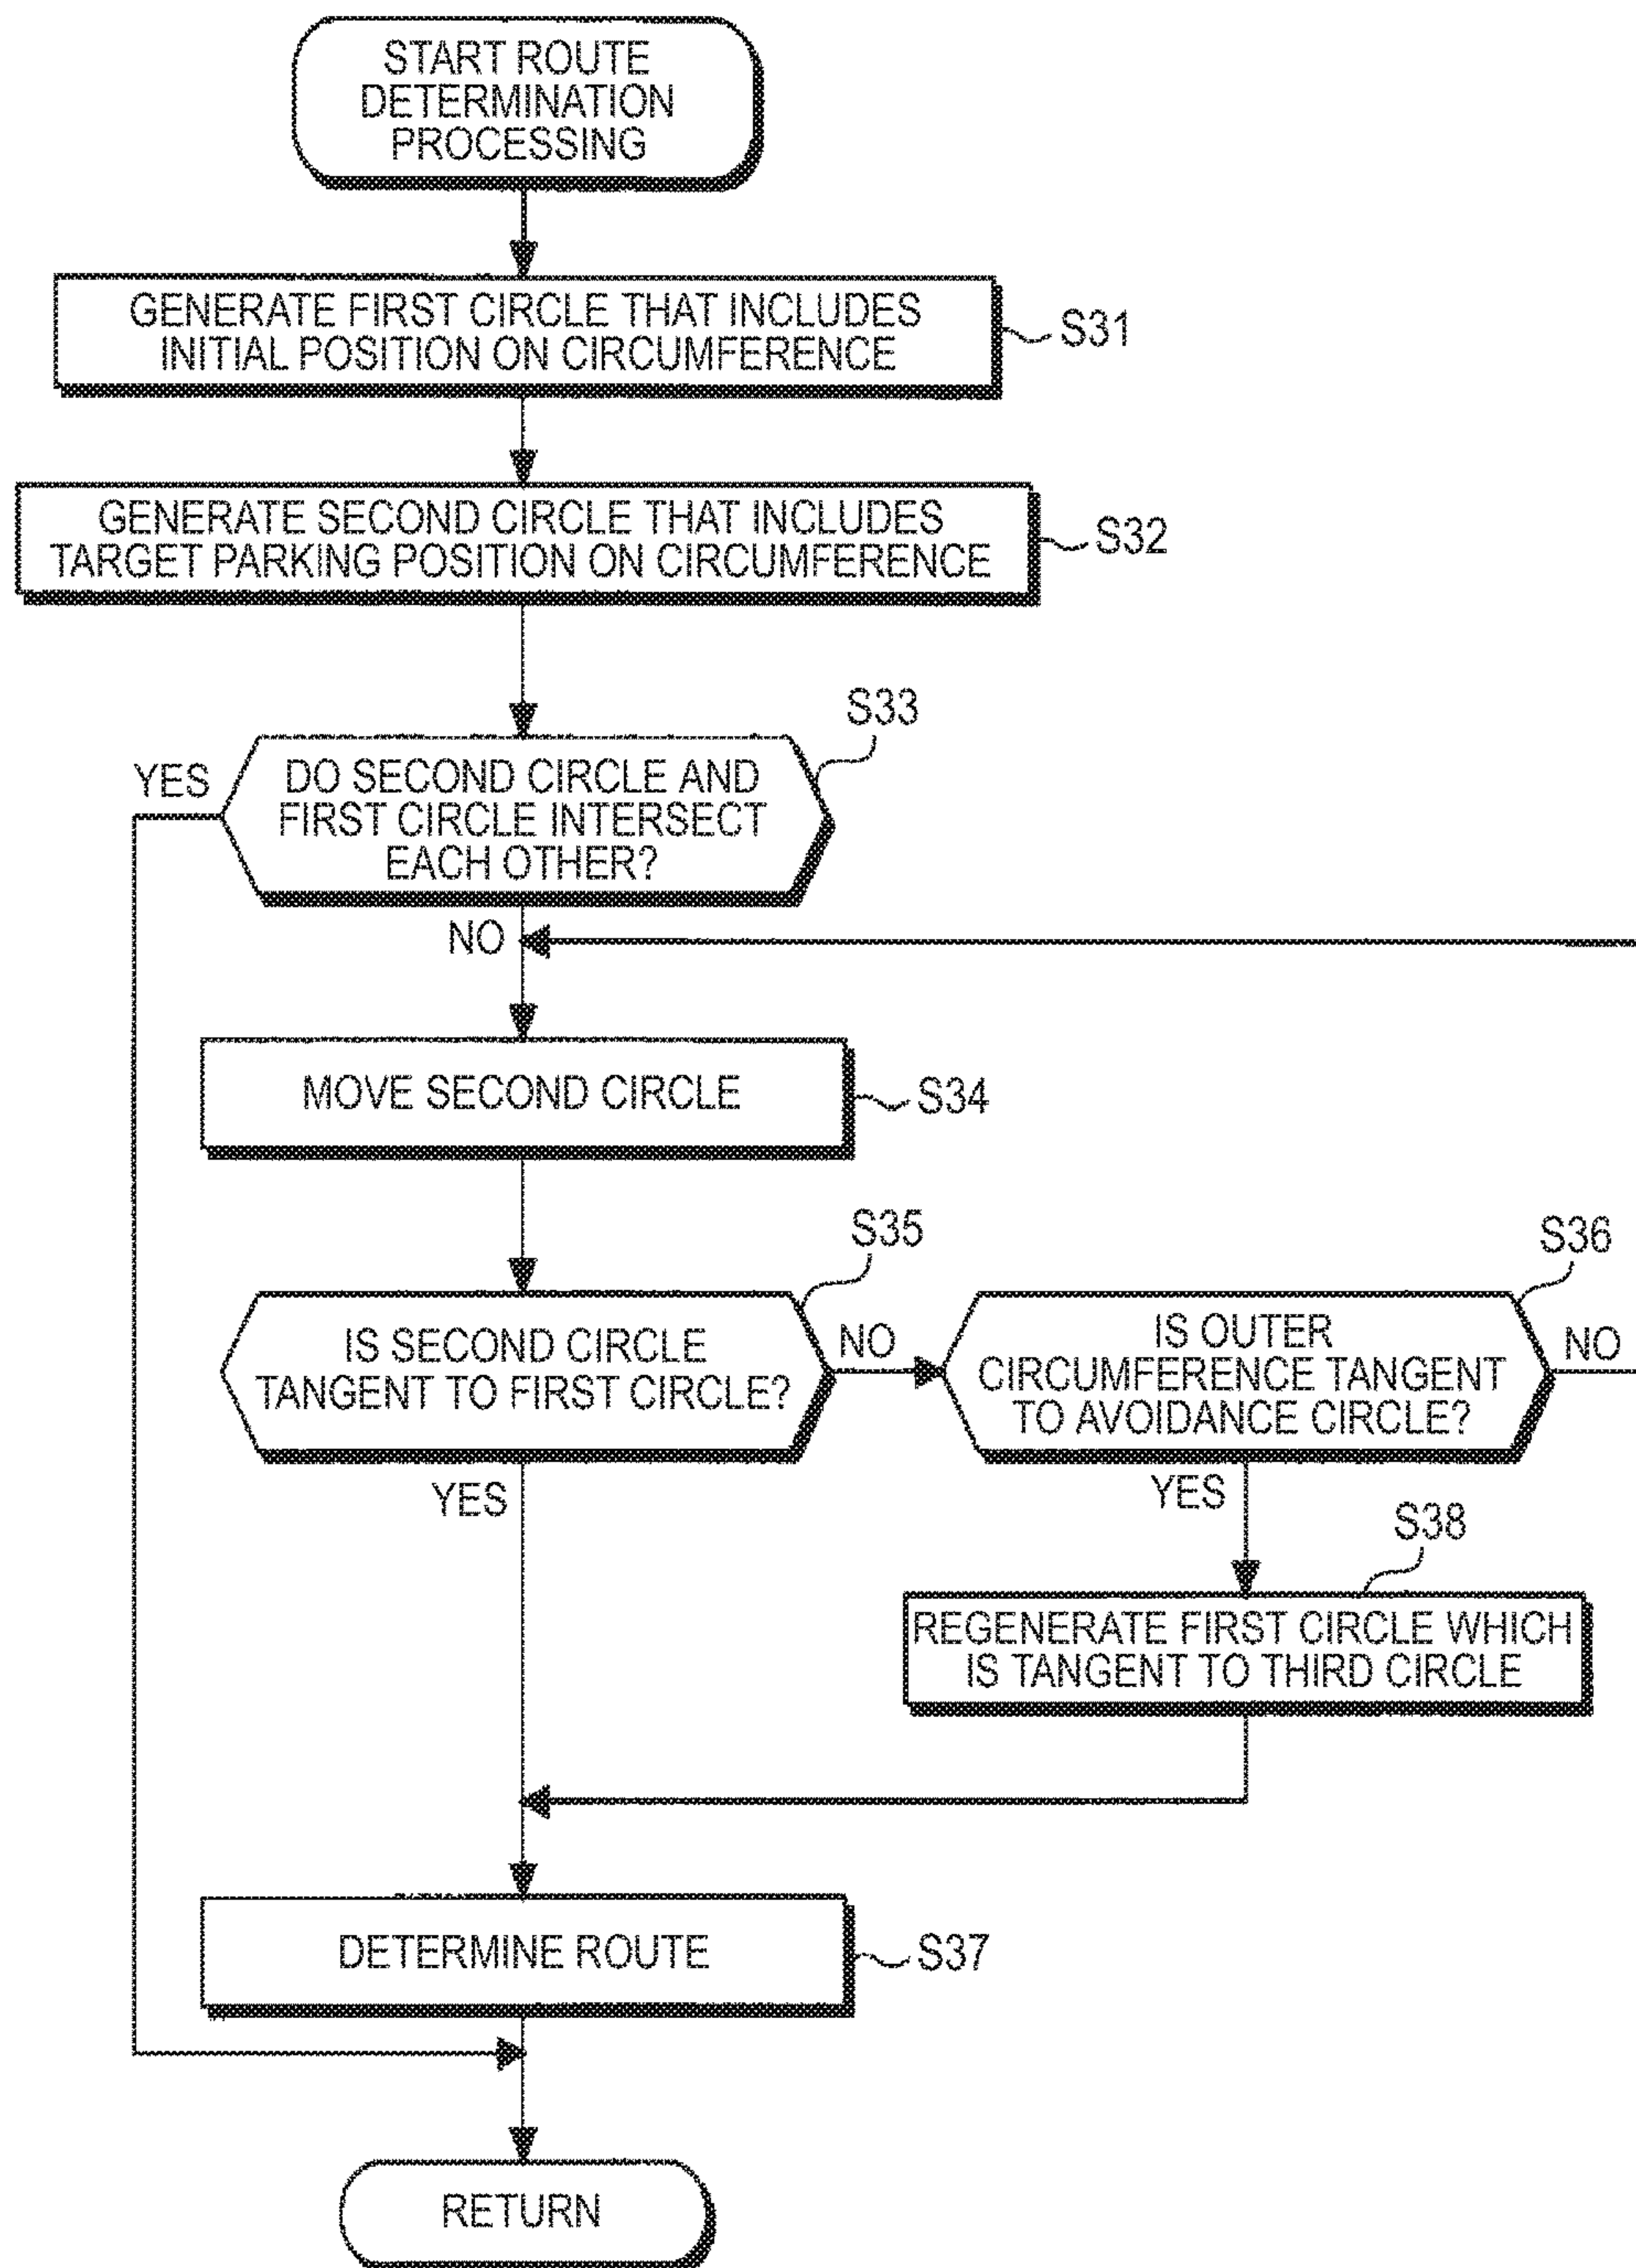 START ROUTE
DETERMINATION
PROCESSING
GENERATE FIRST CIRCLE THAT INCLUDES
INITIAL POSITION ON CIRCUMFERENCE
S31
GENERATE SECOND CIRCLE THAT INCLUDES
TARGET PARKING POSITION ON CIRCUMFERENCE
S32
S33
YES
DO SECOND CIRCLE AND
FIRST CIRCLE INTERSECT
EACH OTHER?
NO
MOVE SECOND CIRCLE
S34
S35
IS SECOND CIRCLE
TANGENT TO FIRST CIRCLE?
NO
YES
S36
IS OUTER
CIRCUMFERENCE TANGENT
TO AVOIDANCE CIRCLE?
NO
YES
S38
REGENERATE FIRST CIRCLE WHICH
IS TANGENT TO THIRD CIRCLE
DETERMINE ROUTE
S37
RETURN